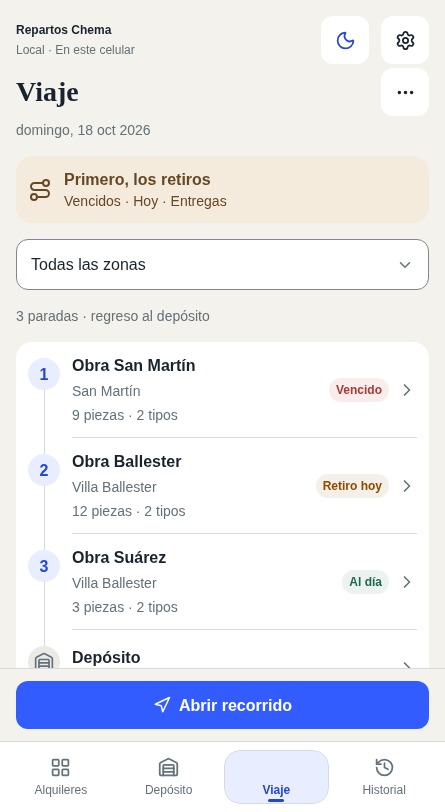 Repartos Chema
Local · En este celular
Viaje
domingo, 18 oct 2026
Primero, los retiros
Vencidos · Hoy · Entregas
Todas las zonas
3 paradas · regreso al depósito
1
Obra San Martín
San Martín
9 piezas · 2 tipos
Vencido
2
Obra Ballester
Villa Ballester
12 piezas · 2 tipos
Retiro hoy
3
Obra Suárez
Villa Ballester
3 piezas · 2 tipos
Al día
Depósito
Abrir recorrido
Alquileres
Depósito
Viaje
Historial